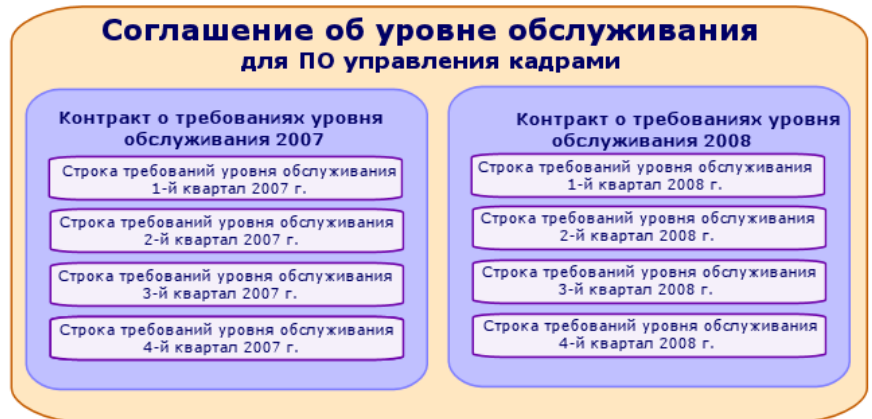 Соглашение об уровне обслуживания
для ПО управления кадрами
Контракт о требованиях уровня
обслуживания 2007
Строка требований уровня обслуживания
1-й квартал 2007 г.
Строка требований уровня обслуживания
2-й квартал 2007 г.
Строка требований уровня обслуживания
3-й квартал 2007 г.
Строка требований уровня обслуживания
4-й квартал 2007 г.
Контракт о требованиях уровня
обслуживания 2008
Строка требований уровня обслуживания
1-й квартал 2008 г.
Строка требований уровня обслуживания
2-й квартал 2008 г.
Строка требований уровня обслуживания
3-й квартал 2008 г.
Строка требований уровня обслуживания
4-й квартал 2008 г.